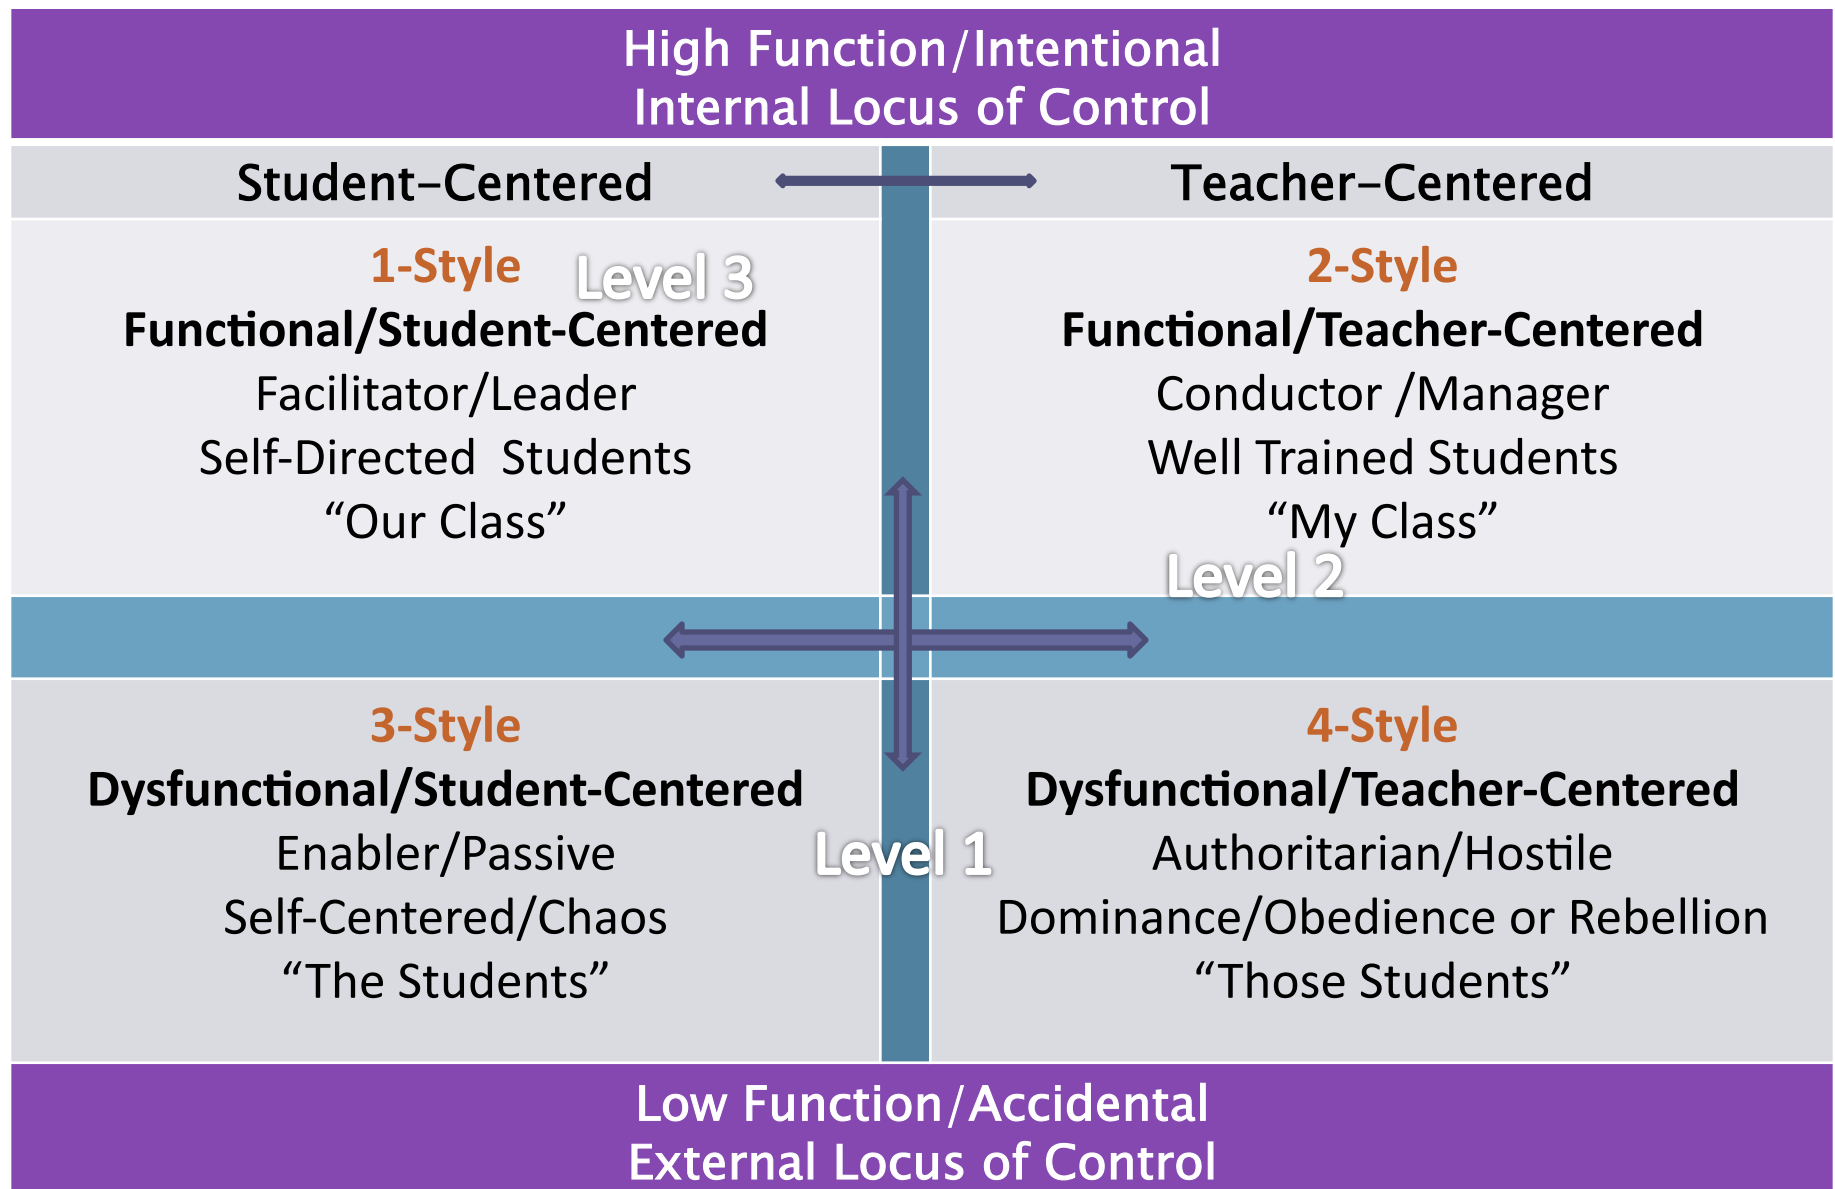 High Function/Intentional
Internal Locus of Control
Student-Centered
Teacher-Centered
1-Style
Level 3
Functional/Student-Centered
Facilitator/Leader
Self-Directed  Students
“Our Class”
2-Style
Functional/Teacher-Centered
Conductor /Manager
Well Trained Students
“My Class”
Level 2
3-Style
Dysfunctional/Student-Centered
Enabler/Passive
Self-Centered/Chaos
“The Students”
Level 1
4-Style
Dysfunctional/Teacher-Centered
Authoritarian/Hostile
Dominance/Obedience or Rebellion
“Those Students”
Low Function/Accidental
External Locus of Control